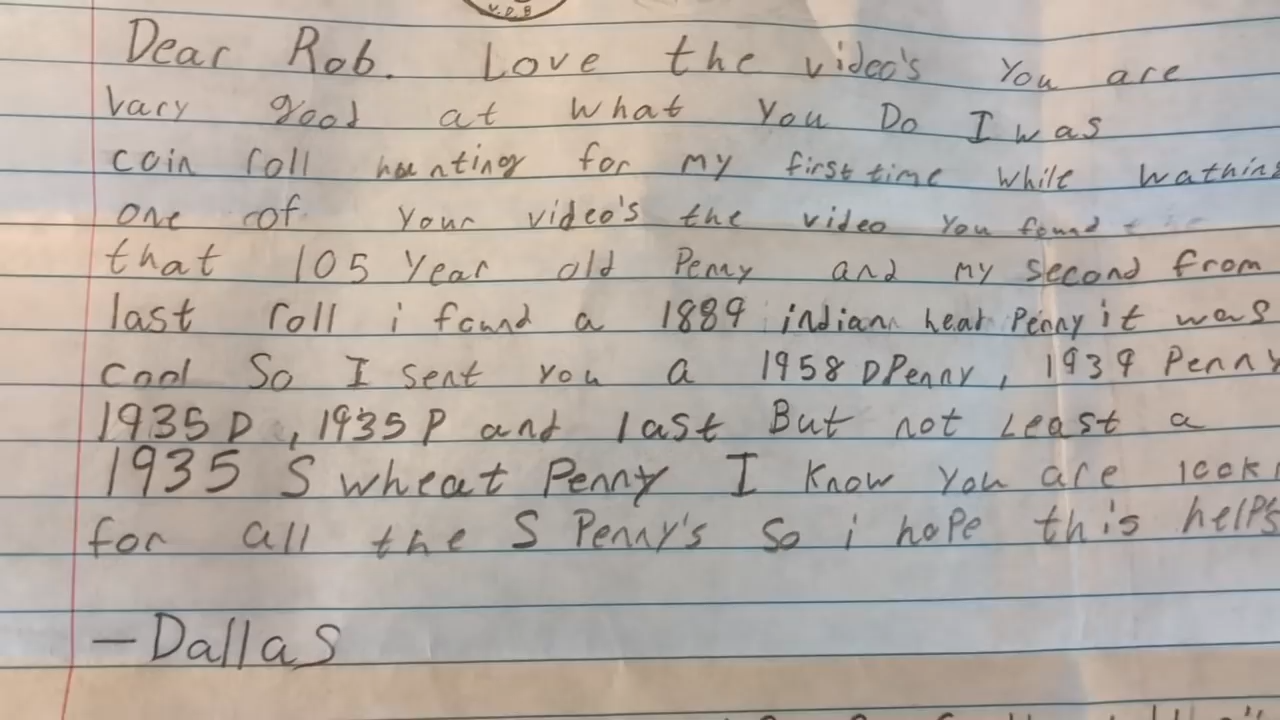 V.D.B
Dear Rob. Love the video's You are
vary good at what You Do I was
coin roll hounting for my first time while wathing
one of your video's the video you found
that 105 Year old Penny and my second from
last roll i found a 1889 indian head Penny it was
cool So I sent you a 1958 D Penny, 1939 Penny
1935 D, 1935 P and last But not Least a
1935 S wheat Penny I know you are look
for all the S Penny's so i hope this helps
— Dallas